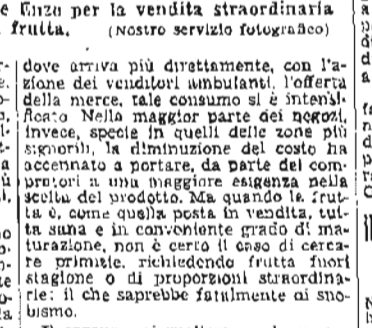 e Enzo per la vendita straordinaria
frutta. (Nostro servizio fotografico)
dove arriva più direttamente, con l'a-
zione dei venditori ambulanti, l'offerta
della merce, tale consumo si è intensi-
ficato Nella maggior parte dei negozi,
invece, specie in quelli delle zone più
signorili, la diminuzione del costo ha
accennato a portare, da parte dei com-
pratori a una maggiore esigenza nella
scelta del prodotto. Ma quando la frut-
ta è, come quella posta in vendita, tut-
ta sana e in conveniente grado di ma-
turazione, non è certo il caso di cerca-
re primizie, richiedendo frutta fuori
stagione o di proporzioni straordina-
rie: il che saprebbe fatalmente di sno-
bismo.